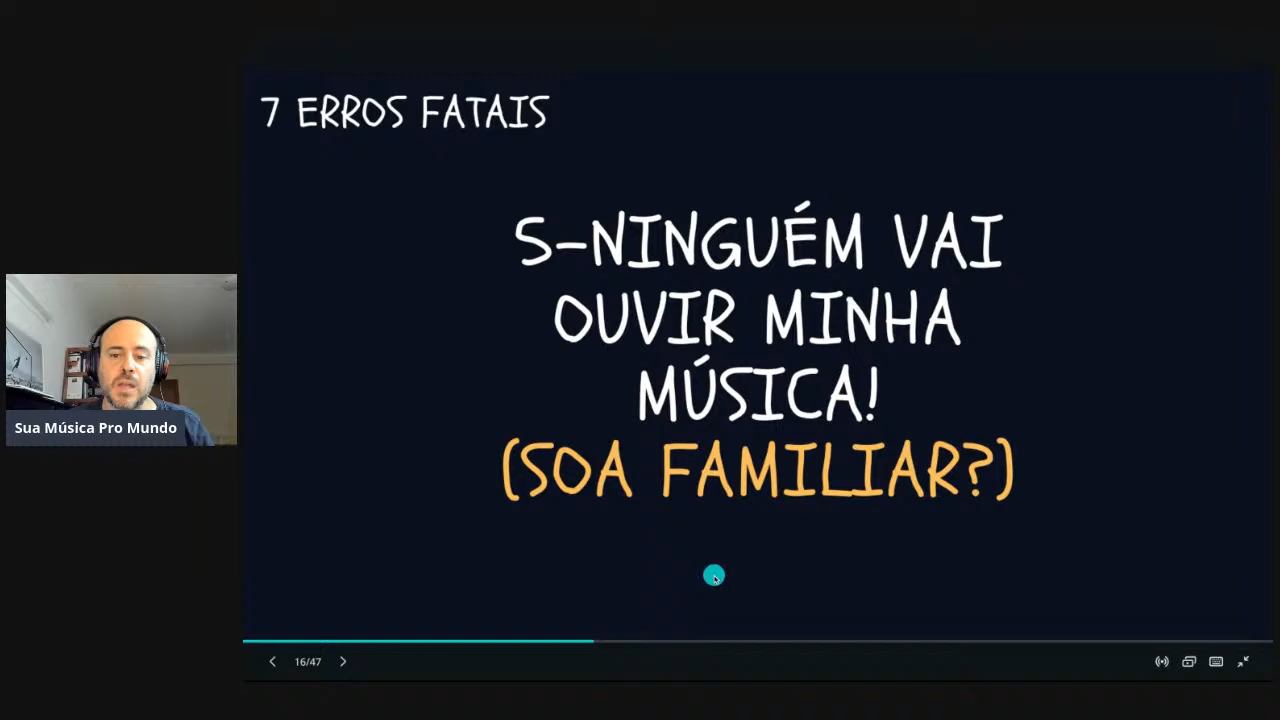 7 ERROS FATAIS
5-NINGUÉM VAI
OUVIR MINHA
MÚSICA!
(SOA FAMILIAR?)
Sua Música Pro Mundo
16/47